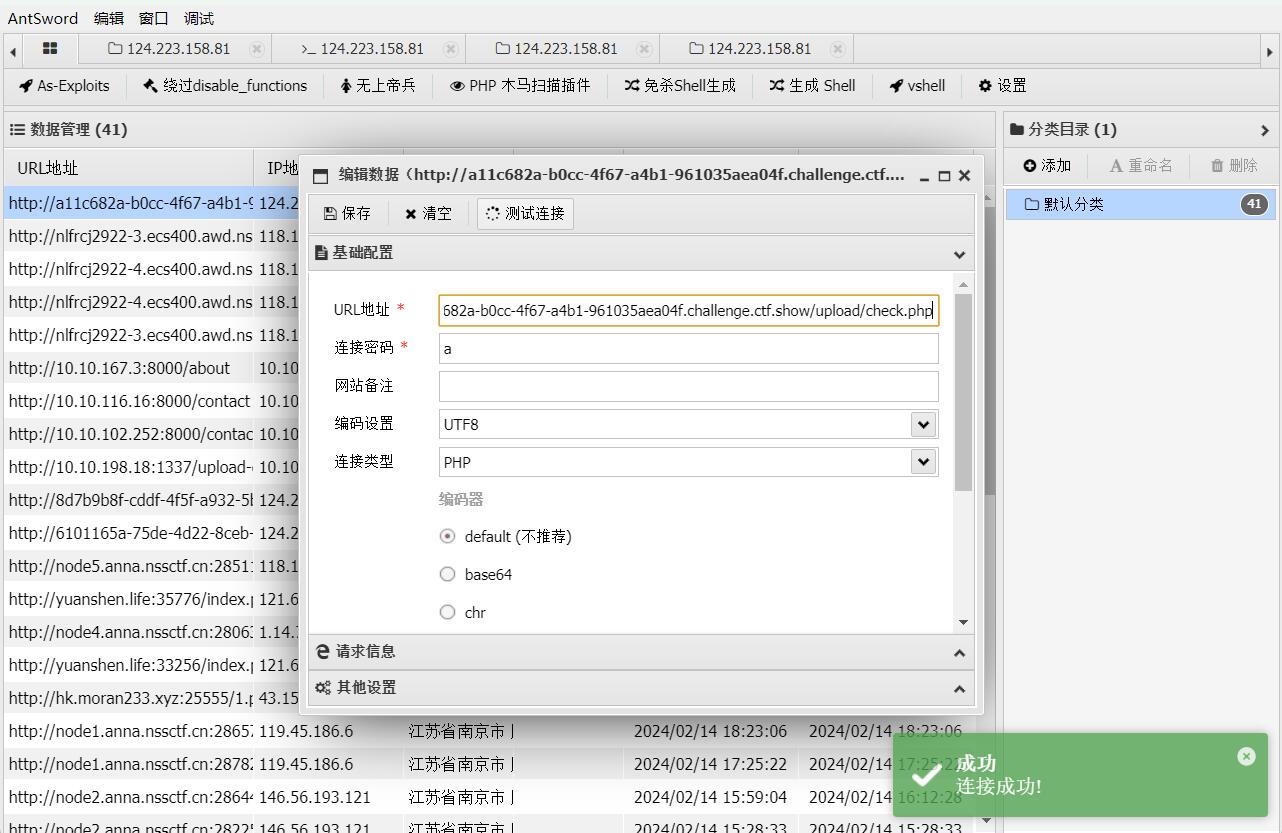 AntSword 编辑 窗口 调试
124.223.158.81 >_ 124.223.158.81 124.223.158.81 124.223.158.81
As-Exploits 绕过disable_functions 无上帝兵 PHP 木马扫描插件 免杀Shell生成 生成 Shell vshell 设置
数据管理 (41)
URL地址 IP地
http://a11c682a-b0cc-4f67-a4b1-9 124.2
http://nlfrcj2922-3.ecs400.awd.ns 118.1
http://nlfrcj2922-4.ecs400.awd.ns 118.1
http://nlfrcj2922-4.ecs400.awd.ns 118.1
http://nlfrcj2922-5.ecs400.awd.ns 118.1
http://10.10.167.3:8000/about 10.10
http://10.10.116.16:8000/contact 10.10
http://10.10.102.252:8000/contac 10.10
http://10.10.198.18:1337/upload- 10.10
http://8d7b9b8f-cddf-4f5f-a932-5 124.2
http://6101165a-75de-4d22-8ceb- 124.2
http://node5.anna.nssctf.cn:2851 118.1
http://yuanshen.life:35776/index. 121.6
http://node4.anna.nssctf.cn:2806 1.14.
http://yuanshen.life:33256/index. 121.6
http://hk.moran233.xyz:25555/1.p 43.15
http://node1.anna.nssctf.cn:2865 119.45.186.6 江苏省南京市 2024/02/14 18:23:06 2024/02/14 18:23:06
http://node1.anna.nssctf.cn:2878 119.45.186.6 江苏省南京市 2024/02/14 17:25:22 2024/02/14 17:25:22
http://node2.anna.nssctf.cn:2864 146.56.193.121 江苏省南京市 2024/02/14 15:59:04 2024/02/14 16:12:28
http://node2.anna.nssctf.cn:2822 146.56.193.121 江苏省南京市 2024/02/14 15:28:33 2024/02/14 15:28:33
编辑数据 (http://a11c682a-b0cc-4f67-a4b1-961035aea04f.challenge.ctf....
保存 清空 测试连接
基础配置
URL地址 * 682a-b0cc-4f67-a4b1-961035aea04f.challenge.ctf.show/upload/check.php
连接密码 * a
网站备注
编码设置 UTF8
连接类型 PHP
编码器
default (不推荐)
base64
chr
请求信息
其他设置
分类目录 (1)
添加 重命名 删除
默认分类 41
成功
连接成功!